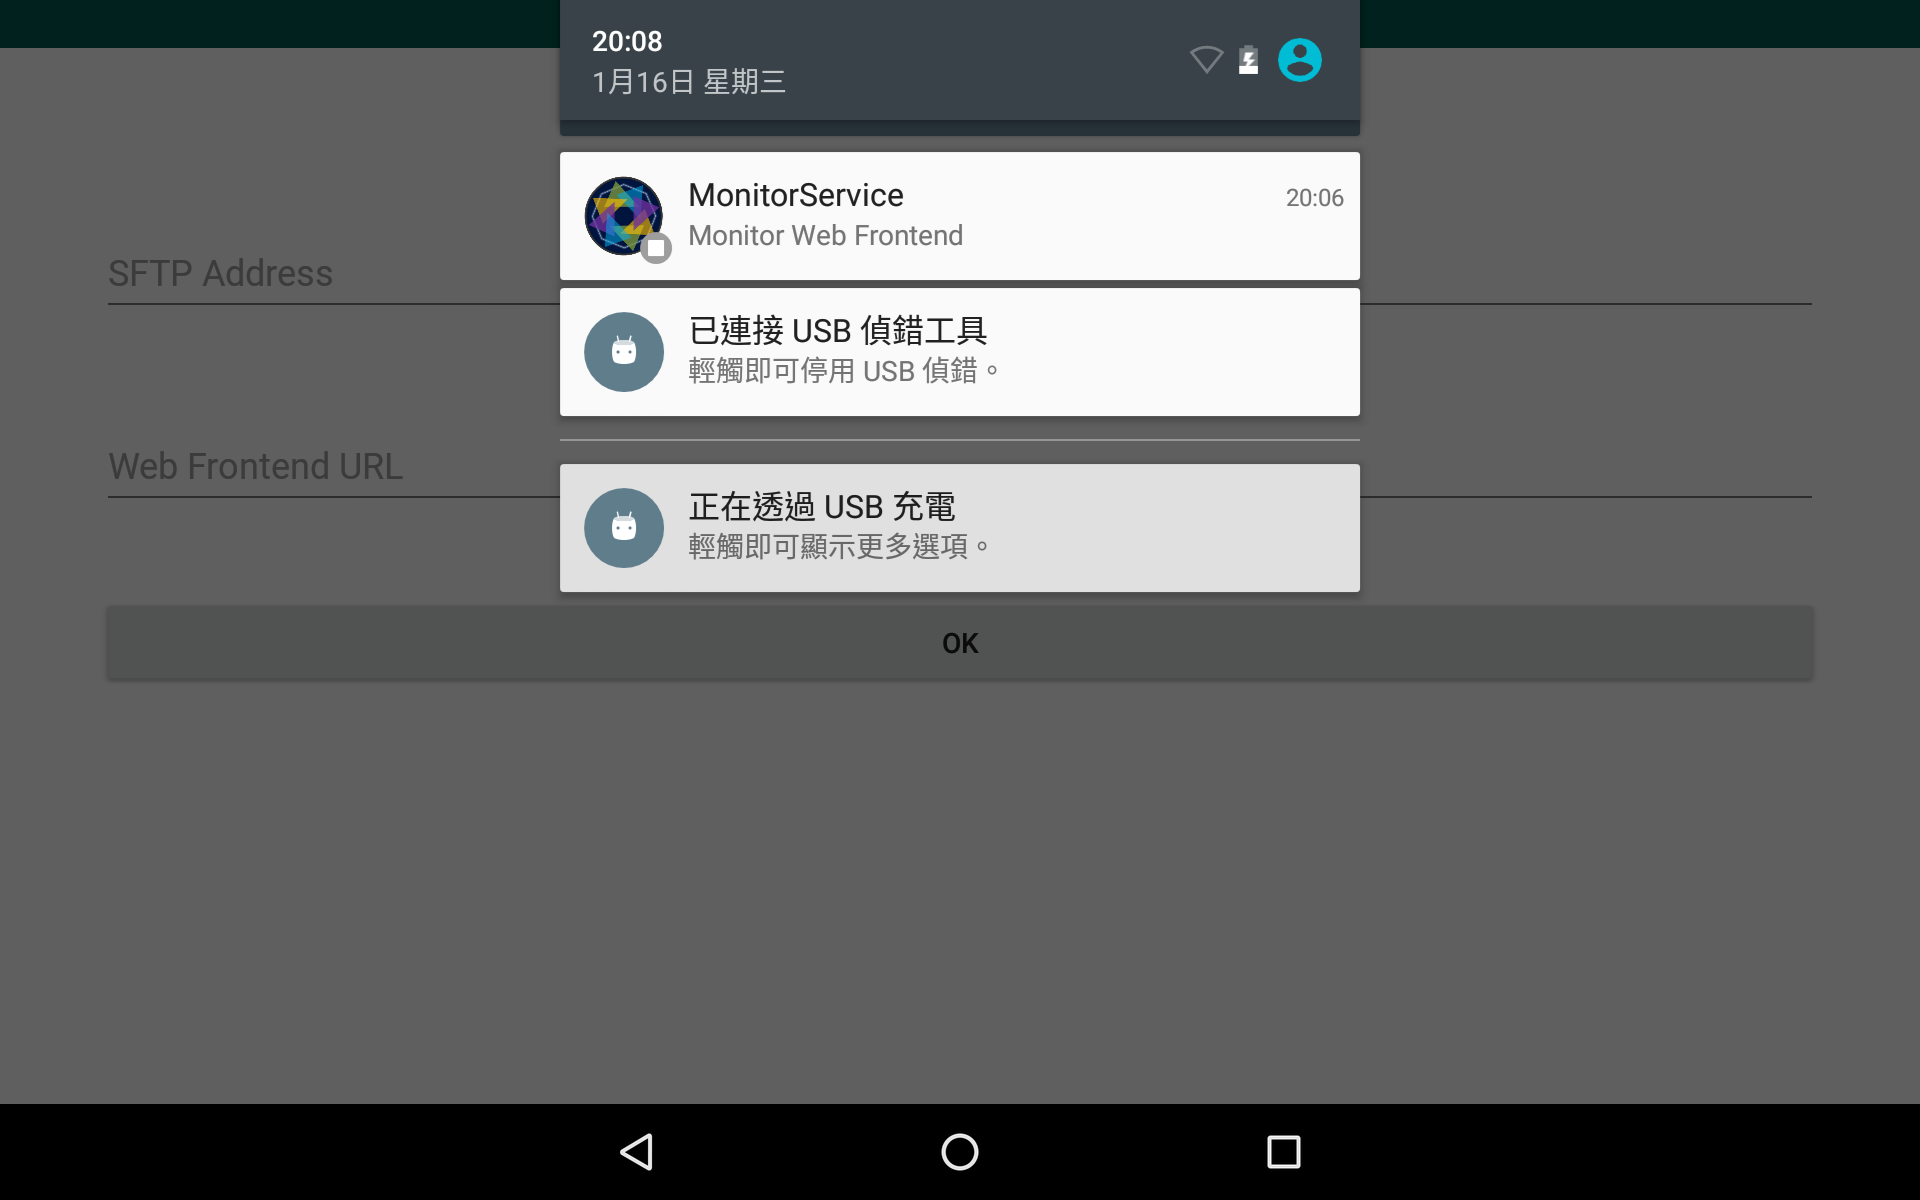 20:08
1月16日 星期三
MonitorService
20:06
Monitor Web Frontend
SFTP Address
已連接 USB 偵錯工具
輕觸即可停用 USB 偵錯。
Web Frontend URL
正在透過 USB 充電
輕觸即可顯示更多選項。
OK